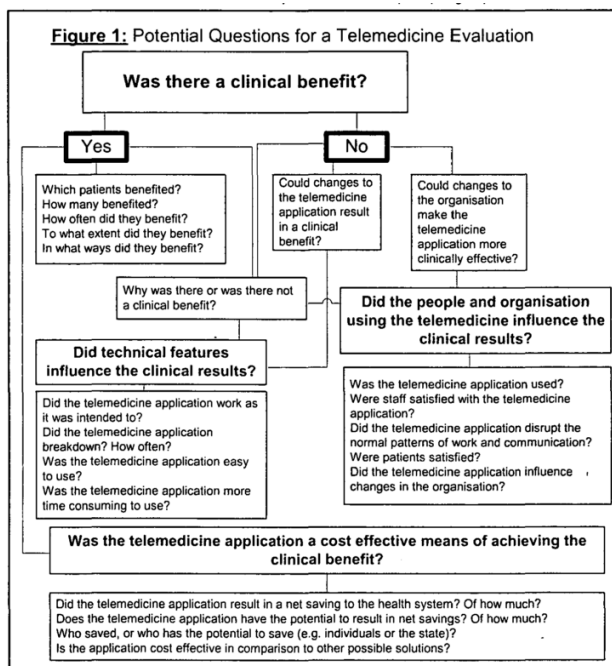 Figure 1: Potential Questions for a Telemedicine Evaluation
Was there a clinical benefit?
Yes
No
Which patients benefited?
How many benefited?
How often did they benefit?
To what extent did they benefit?
In what ways did they benefit?
Could changes to
the telemedicine
application result
in a clinical
benefit?
Could changes to
the organisation
make the
telemedicine
application more
clinically effective?
Why was there or was there not
a clinical benefit?
Did the people and organisation
using the telemedicine influence the
clinical results?
Did technical features
influence the clinical results?
Was the telemedicine application used?
Were staff satisfied with the telemedicine
application?
Did the telemedicine application disrupt the
normal patterns of work and communication?
Were patients satisfied?
Did the telemedicine application influence
changes in the organisation?
Did the telemedicine application work as
it was intended to?
Did the telemedicine application
breakdown? How often?
Was the telemedicine application easy
to use?
Was the telemedicine application more
time consuming to use?
Was the telemedicine application a cost effective means of achieving the
clinical benefit?
Did the telemedicine application result in a net saving to the health system? Of how much?
Does the telemedicine application have the potential to result in net savings? Of how much?
Who saved, or who has the potential to save (e.g. individuals or the state)?
Is the application cost effective in comparison to other possible solutions?